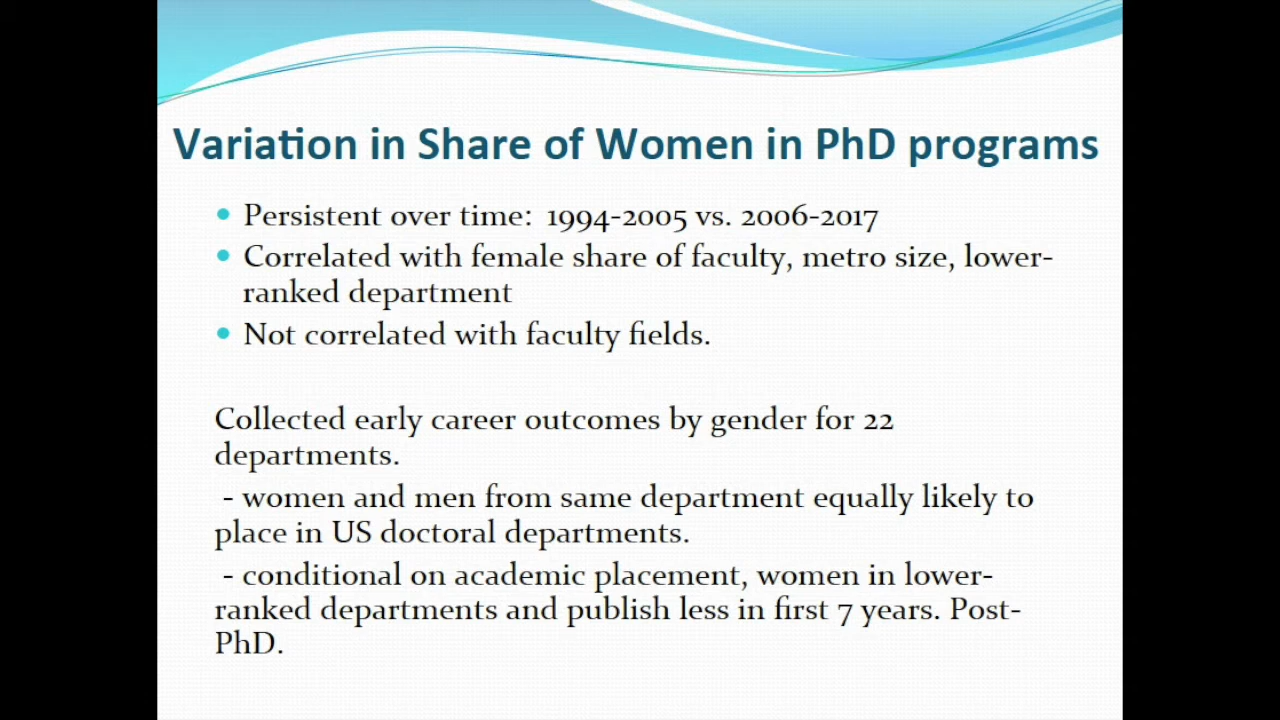 Variation in Share of Women in PhD programs
• Persistent over time: 1994-2005 vs. 2006-2017
• Correlated with female share of faculty, metro size, lower-
ranked department
• Not correlated with faculty fields.
Collected early career outcomes by gender for 22
departments.
- women and men from same department equally likely to
place in US doctoral departments.
- conditional on academic placement, women in lower-
ranked departments and publish less in first 7 years. Post-
PhD.